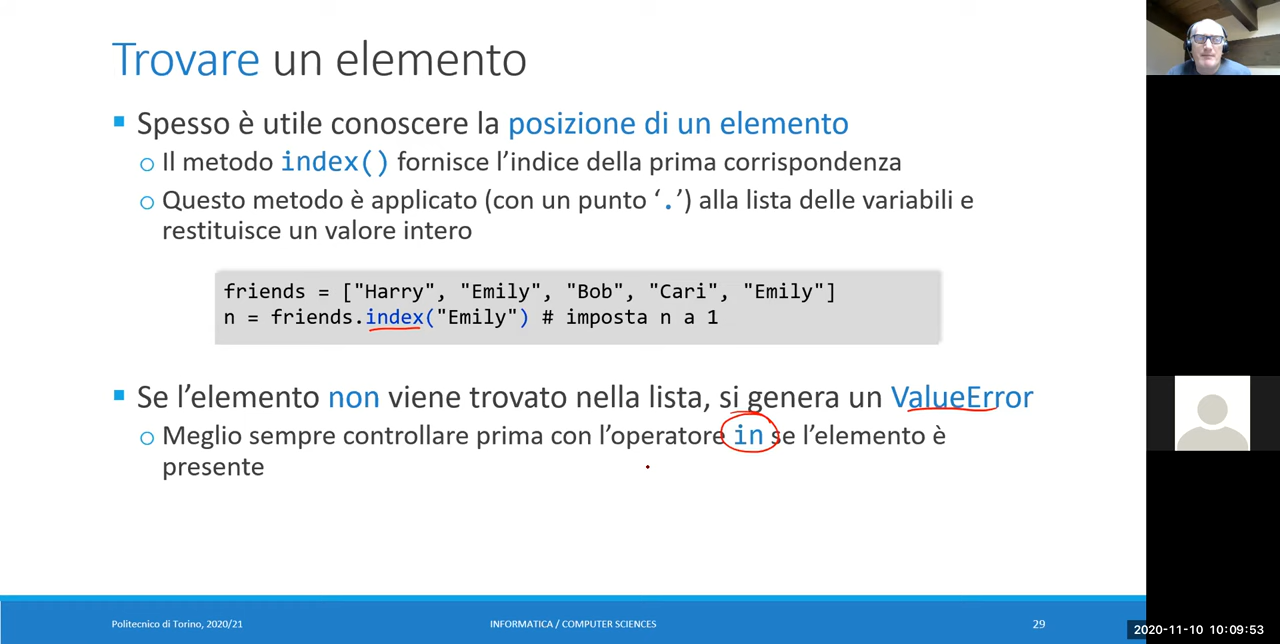 Trovare un elemento
Spesso è utile conoscere la posizione di un elemento
Il metodo index() fornisce l’indice della prima corrispondenza
Questo metodo è applicato (con un punto ‘.’) alla lista delle variabili e
restituisce un valore intero
friends = ["Harry", "Emily", "Bob", "Cari", "Emily"]
n = friends.index("Emily") # imposta n a 1
Se l’elemento non viene trovato nella lista, si genera un ValueError
Meglio sempre controllare prima con l’operatore in se l’elemento è
presente
Politecnico di Torino, 2020/21
INFORMATICA / COMPUTER SCIENCES
29
2020-11-10 10:09:53